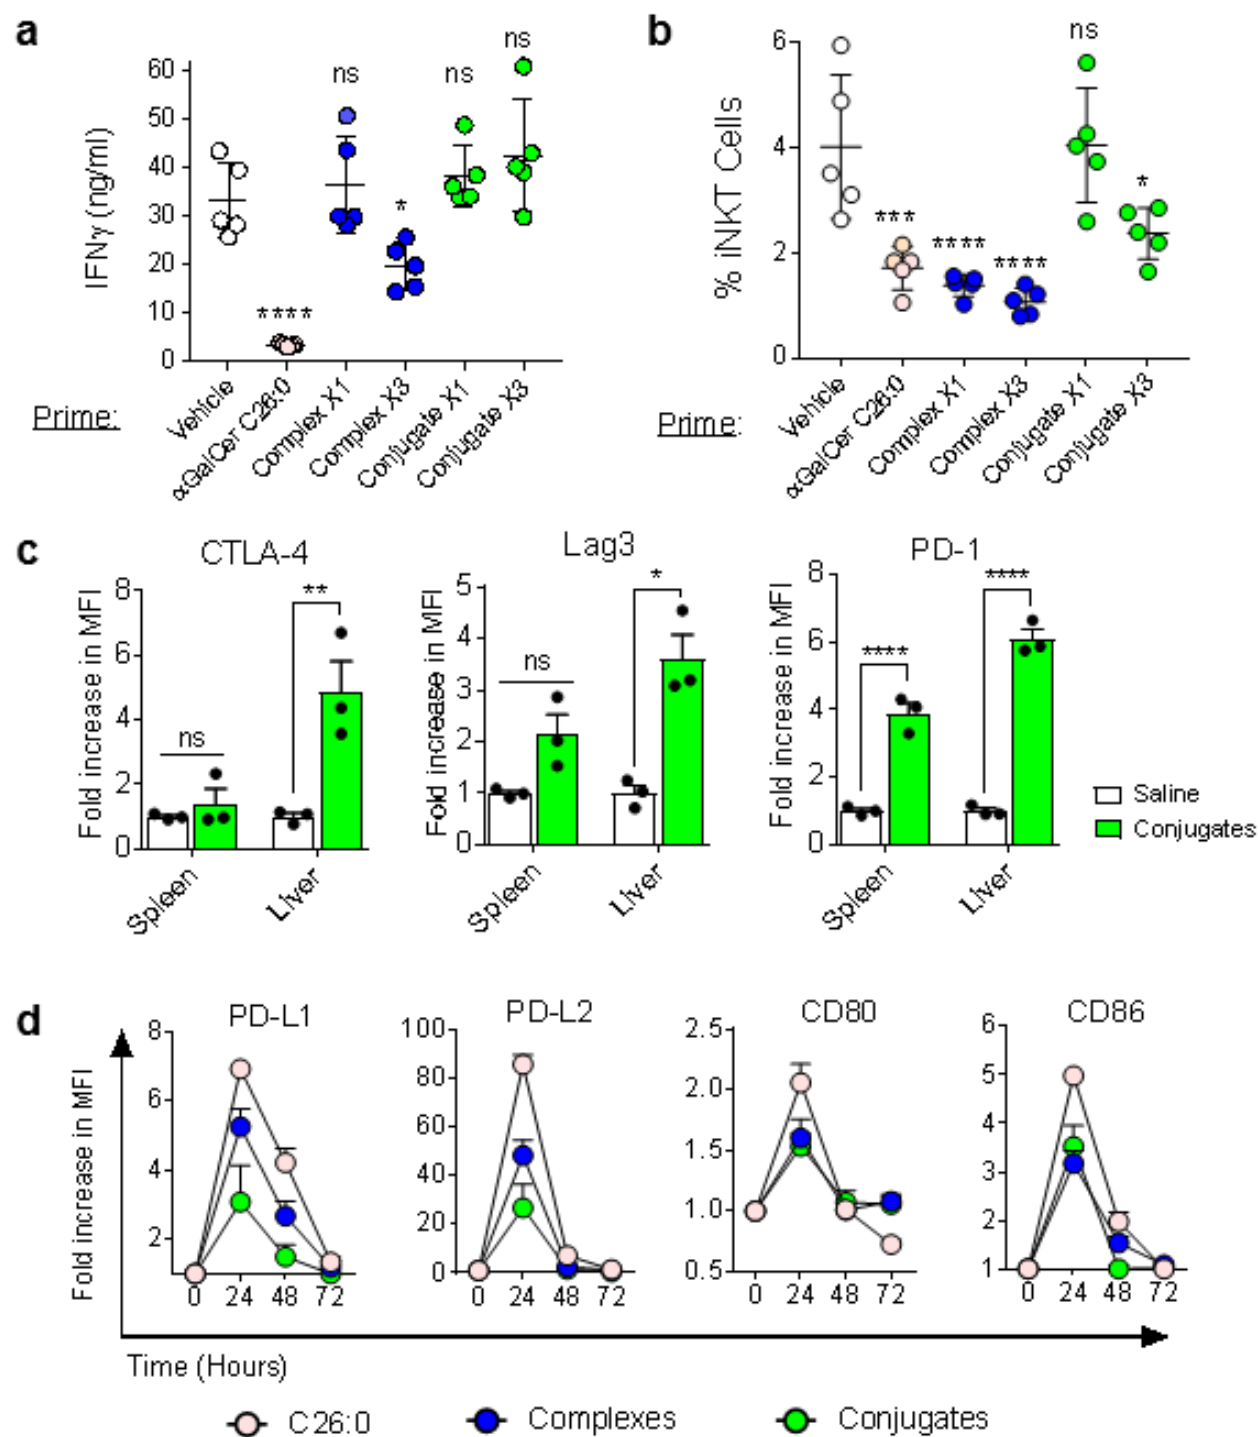 a
IFNγ (ng/ml)
60
50
40
30
20
10
0
ns
****
*
ns
ns
Prime:
Vehicle
αGalCer C26:0
Complex X1
Complex X3
Conjugate X1
Conjugate X3
b
% iNKT Cells
6
4
2
0
***
****
****
ns
*
Prime:
Vehicle
αGalCer C26:0
Complex X1
Complex X3
Conjugate X1
Conjugate X3
c
CTLA-4
Fold increase in MFI
8
6
4
2
0
ns
**
Spleen
Liver
Lag3
Fold increase in MFI
5
4
3
2
1
0
ns
*
Spleen
Liver
PD-1
Fold increase in MFI
8
6
4
2
0
****
****
Spleen
Liver
Saline
Conjugates
d
Fold increase in MFI
PD-L1
8
6
4
2
0 24 48 72
PD-L2
100
80
60
40
20
0
0 24 48 72
CD80
2.5
2.0
1.5
1.0
0.5
0 24 48 72
CD86
6
5
4
3
2
1
0 24 48 72
Time (Hours)
C26:0
Complexes
Conjugates